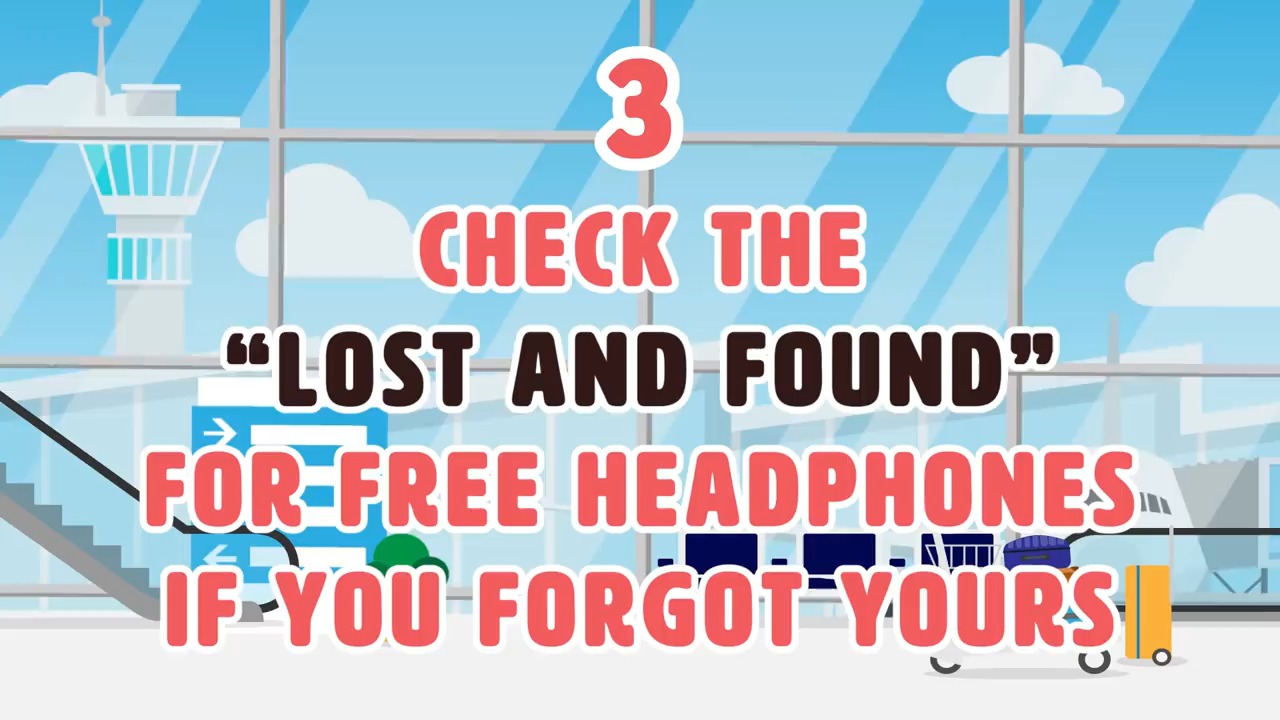 3
CHECK THE
“LOST AND FOUND”
FOR FREE HEADPHONES
IF YOU FORGOT YOURS